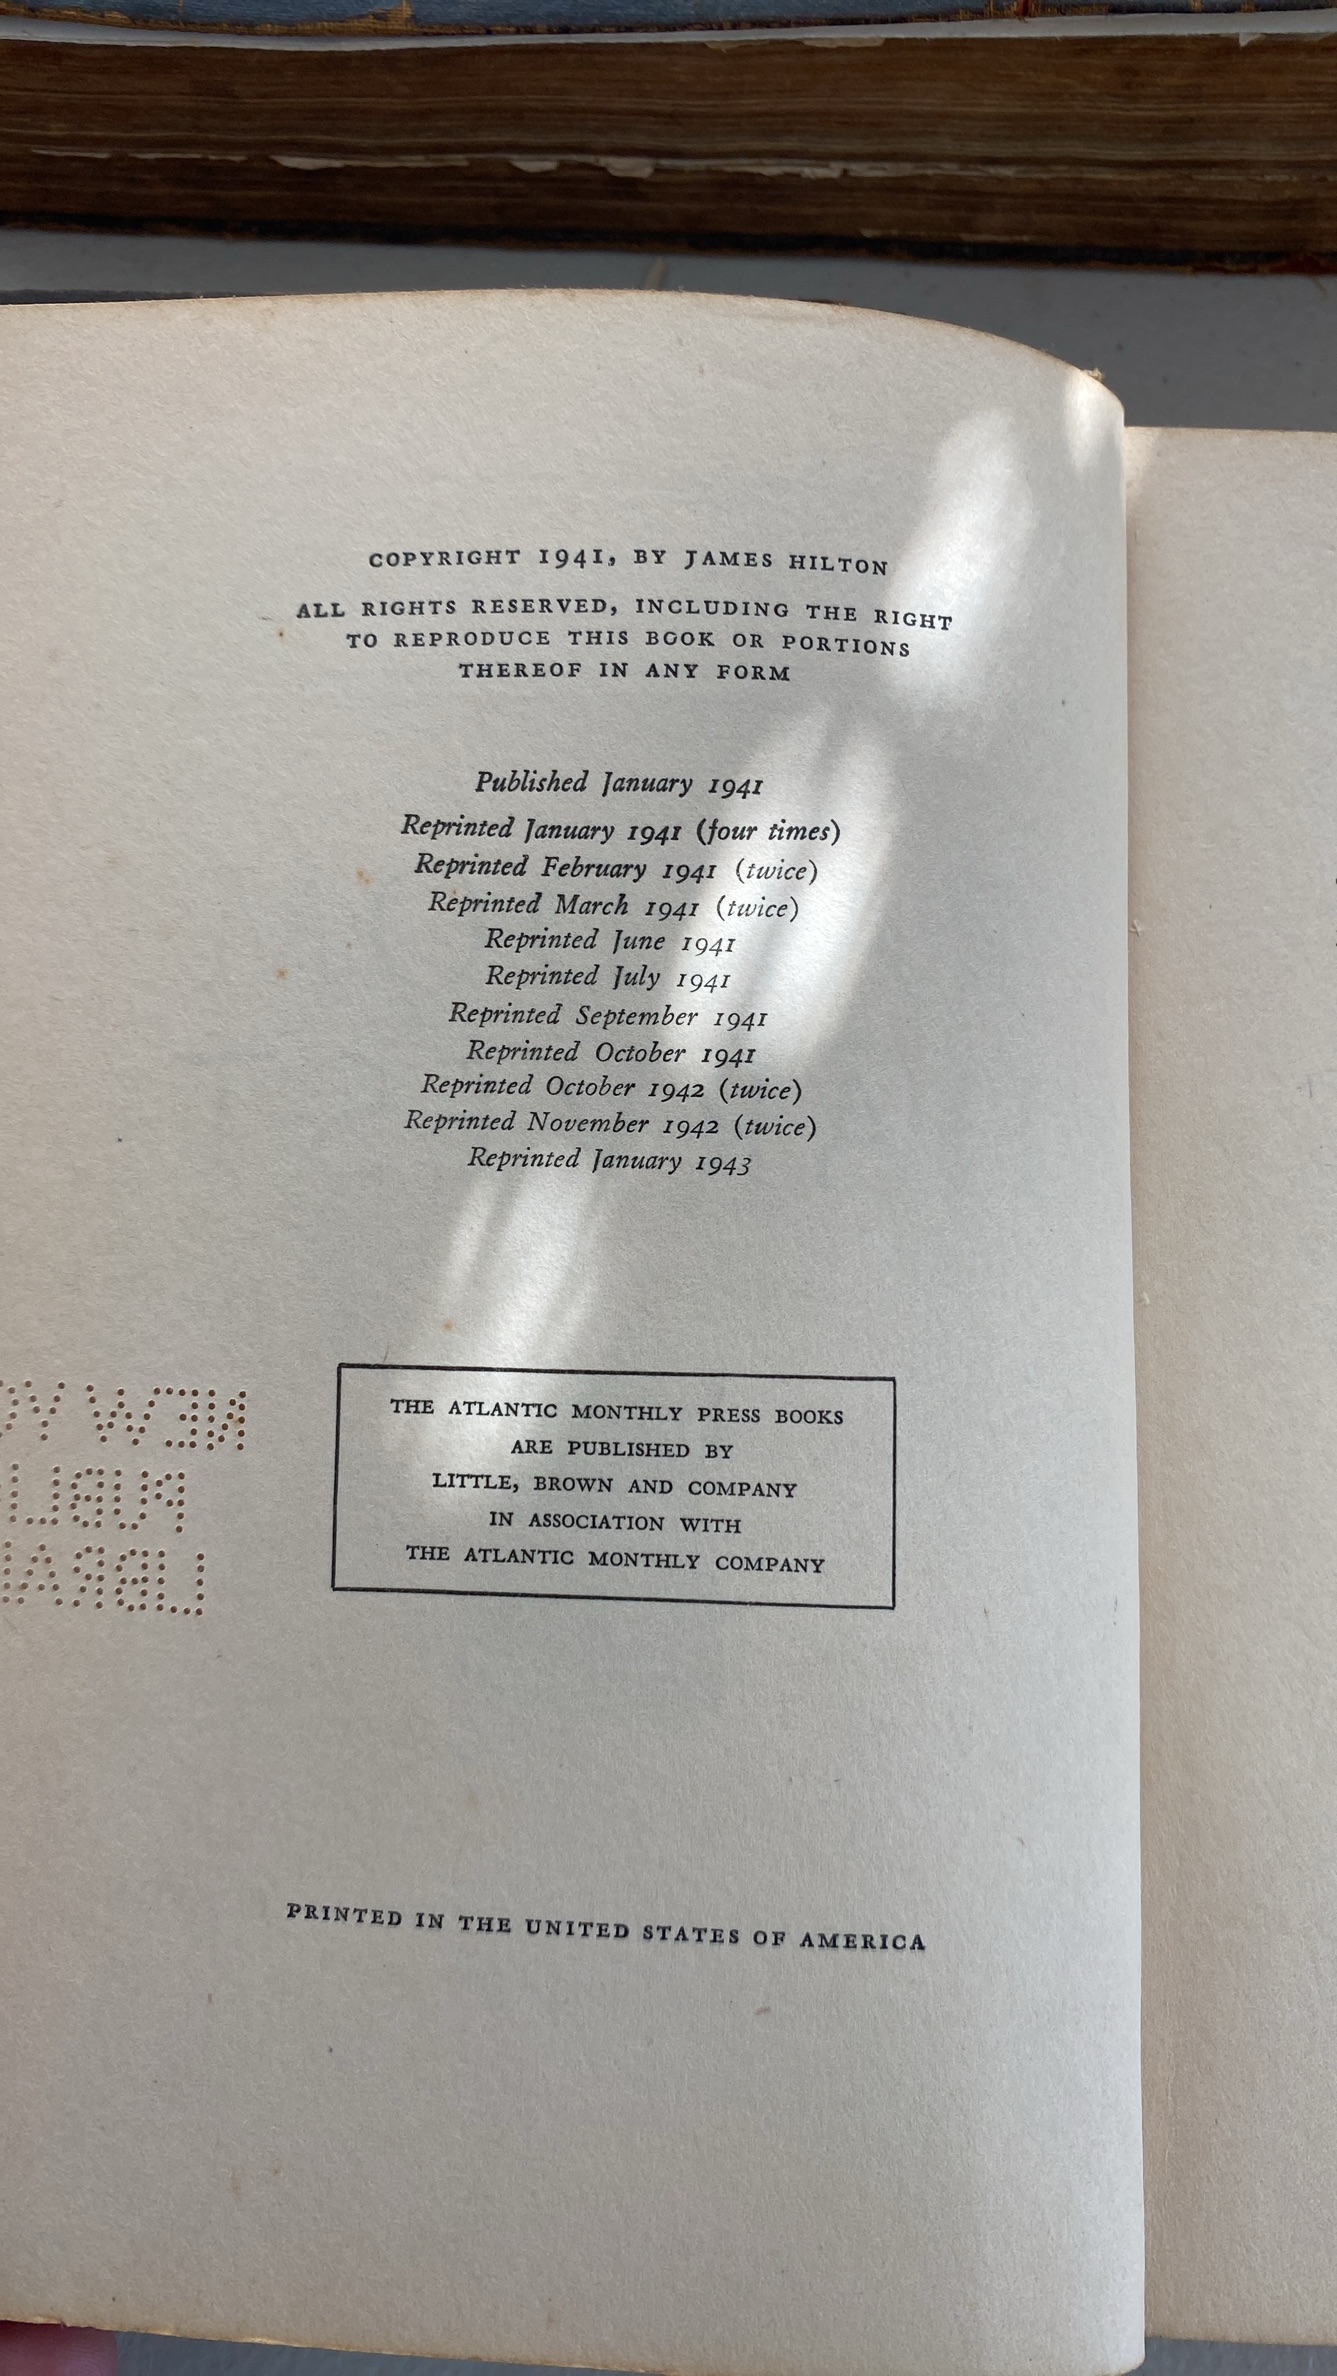 COPYRIGHT 1941, BY JAMES HILTON
ALL RIGHTS RESERVED, INCLUDING THE RIGHT
TO REPRODUCE THIS BOOK OR PORTIONS
THEREOF IN ANY FORM
Published January 1941
Reprinted January 1941 (four times)
Reprinted February 1941 (twice)
Reprinted March 1941 (twice)
Reprinted June 1941
Reprinted July 1941
Reprinted September 1941
Reprinted October 1941
Reprinted October 1942 (twice)
Reprinted November 1942 (twice)
Reprinted January 1943
NEW YO
PUBL
LIBRA
THE ATLANTIC MONTHLY PRESS BOOKS
ARE PUBLISHED BY
LITTLE, BROWN AND COMPANY
IN ASSOCIATION WITH
THE ATLANTIC MONTHLY COMPANY
PRINTED IN THE UNITED STATES OF AMERICA